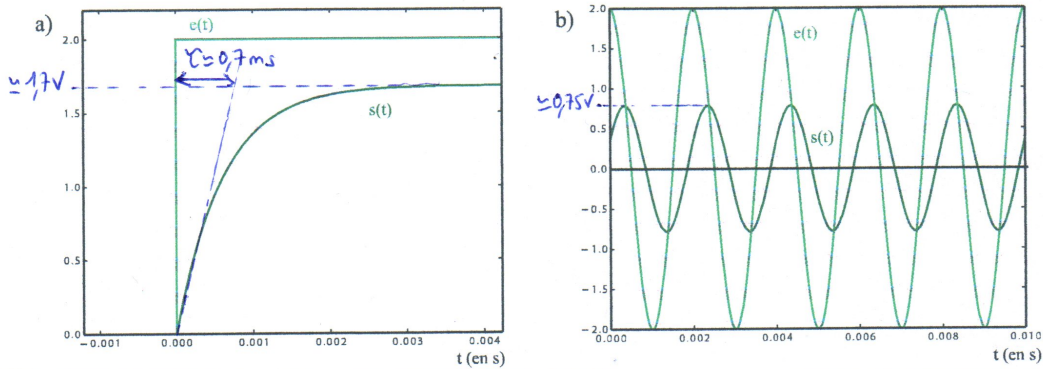 a)
e(t)
2.0
τ≃0,7ms
≃1,7V
1.5
s(t)
1.0
0.5
0.0
−0.001 0.000 0.001 0.002 0.003 0.004
t (en s)
b)
2.0
e(t)
1.5
1.0
≃0,75V
0.5
s(t)
0.0
−0.5
−1.0
−1.5
−2.0
0.000 0.002 0.004 0.006 0.008 0.010
t (en s)